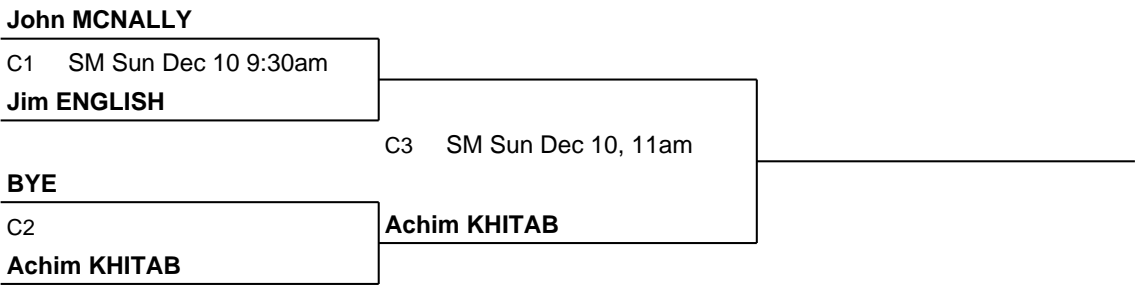 John MCNALLY
C1 SM Sun Dec 10 9:30am
Jim ENGLISH
C3 SM Sun Dec 10, 11am
BYE
C2
Achim KHITAB
Achim KHITAB